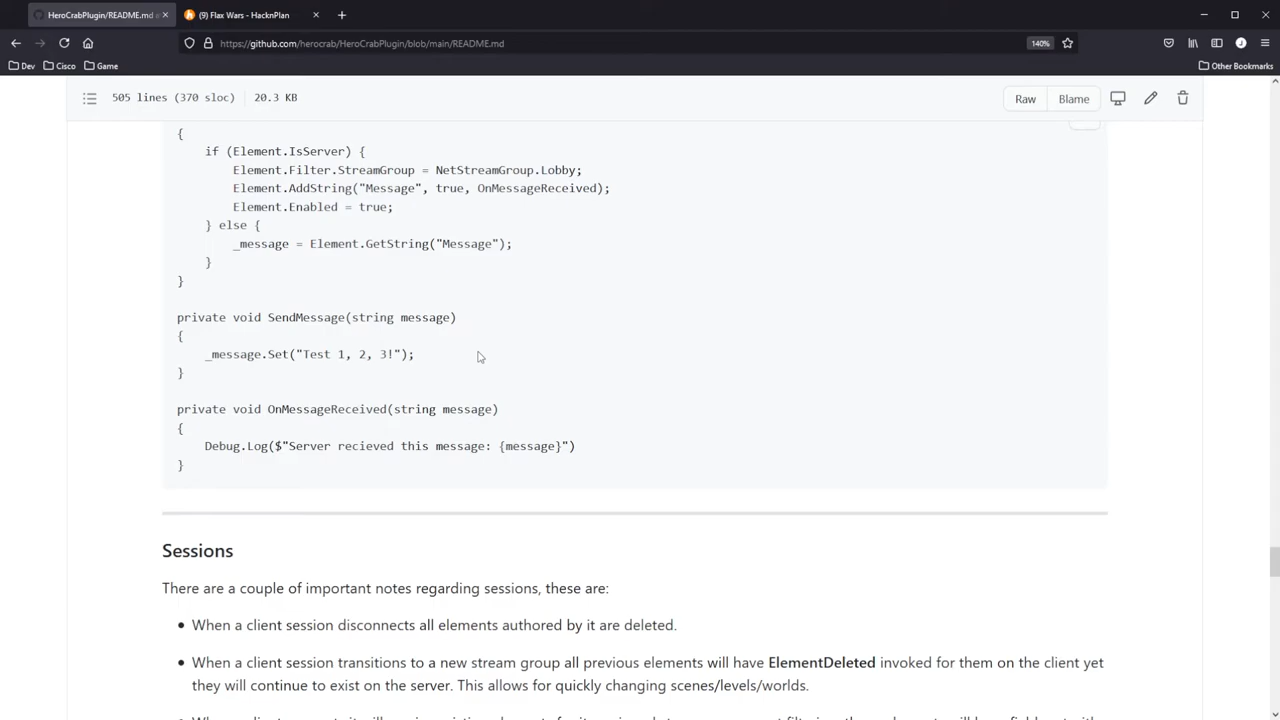 HeroCrabPlugin/README.md a
(9) Flax Wars - HacknPlan
https://github.com/herocrab/HeroCrabPlugin/blob/main/README.md
140%
Dev
Cisco
Game
Other Bookmarks
505 lines (370 sloc)
20.3 KB
Raw
Blame
{
if (Element.IsServer) {
Element.Filter.StreamGroup = NetStreamGroup.Lobby;
Element.AddString("Message", true, OnMessageReceived);
Element.Enabled = true;
} else {
_message = Element.GetString("Message");
}
}
private void SendMessage(string message)
{
_message.Set("Test 1, 2, 3!");
}
private void OnMessageReceived(string message)
{
Debug.Log($"Server recieved this message: {message}")
}
Sessions
There are a couple of important notes regarding sessions, these are:
• When a client session disconnects all elements authored by it are deleted.
• When a client session transitions to a new stream group all previous elements will have ElementDeleted invoked for them on the client yet
they will continue to exist on the server. This allows for quickly changing scenes/levels/worlds.